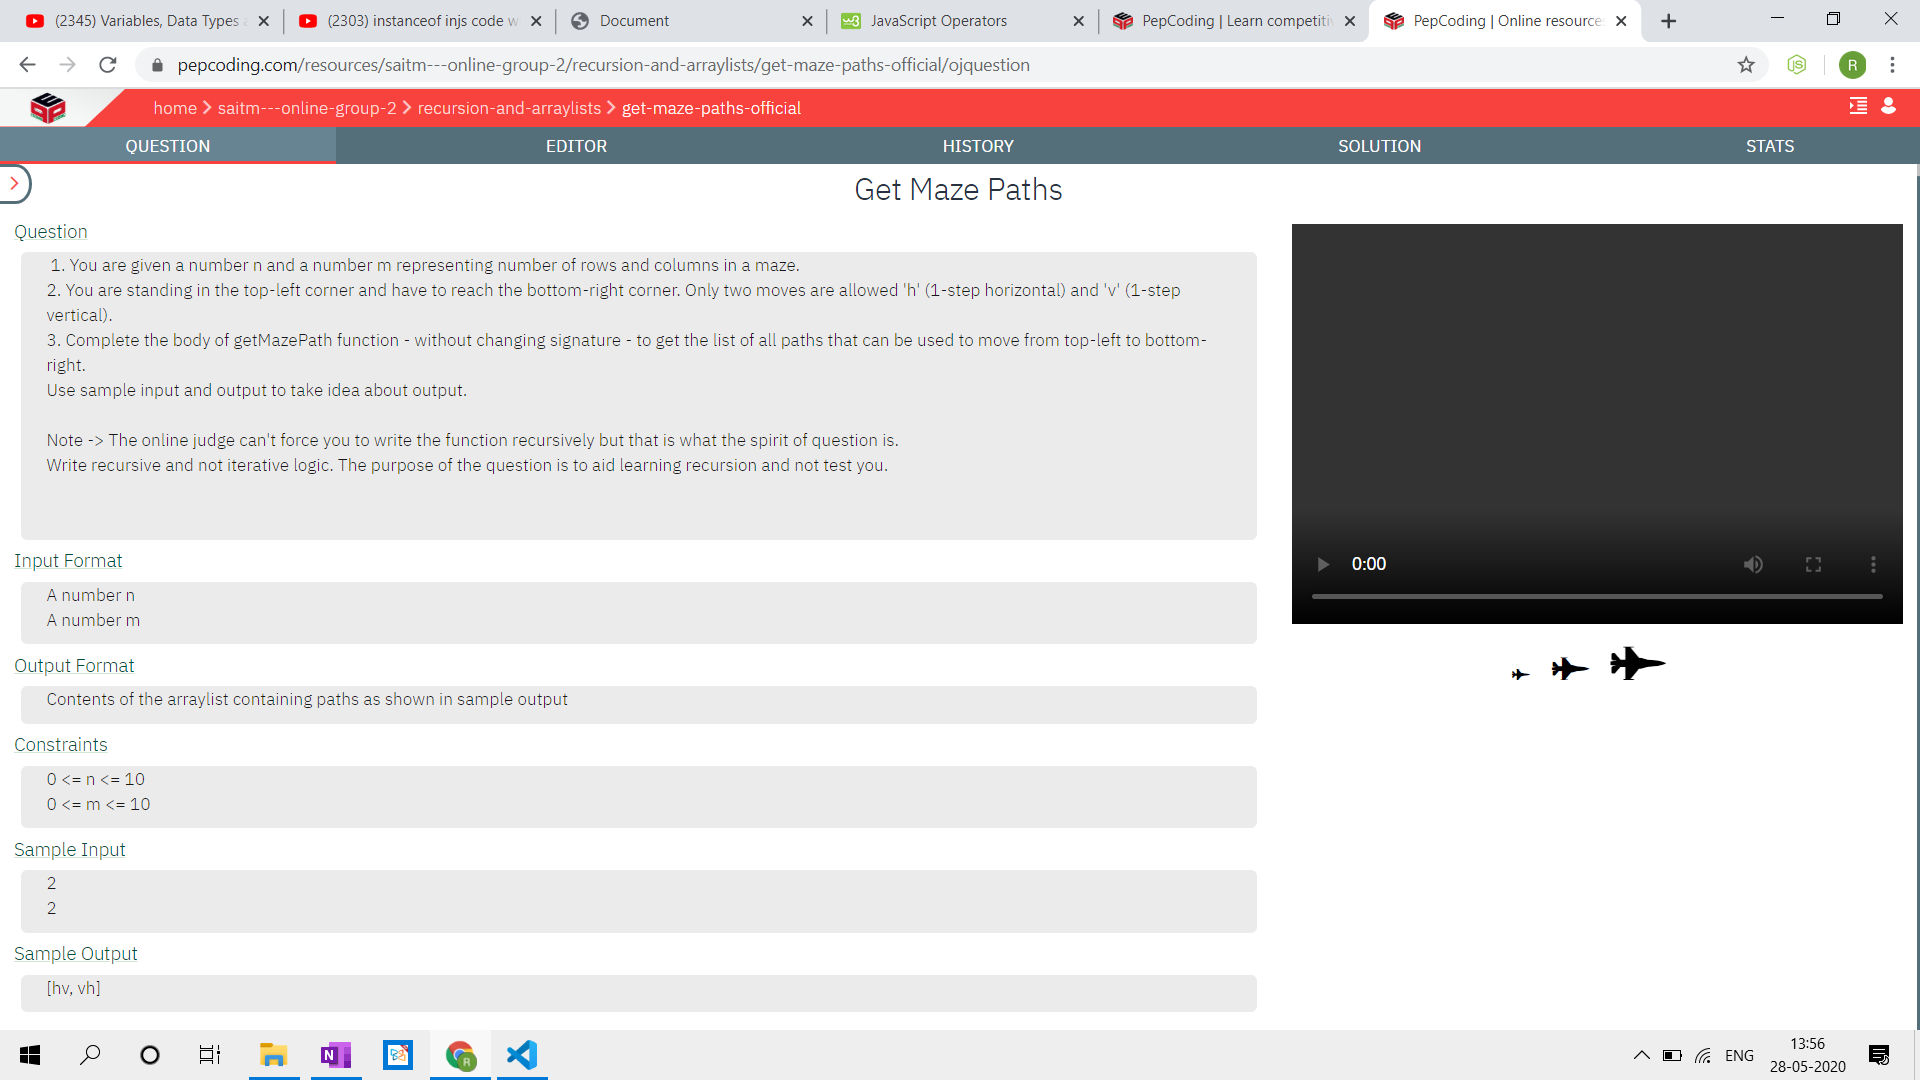 (2345) Variables, Data Types
(2303) instanceof injs code w
Document
JavaScript Operators
PepCoding | Learn competiti
PepCoding | Online resource
pepcoding.com/resources/saitm---online-group-2/recursion-and-arraylists/get-maze-paths-official/ojquestion
R
home > saitm---online-group-2 > recursion-and-arraylists > get-maze-paths-official
QUESTION
EDITOR
HISTORY
SOLUTION
STATS
Get Maze Paths
Question
1. You are given a number n and a number m representing number of rows and columns in a maze.
2. You are standing in the top-left corner and have to reach the bottom-right corner. Only two moves are allowed 'h' (1-step horizontal) and 'v' (1-step
vertical).
3. Complete the body of getMazePath function - without changing signature - to get the list of all paths that can be used to move from top-left to bottom-
right.
Use sample input and output to take idea about output.
Note -> The online judge can't force you to write the function recursively but that is what the spirit of question is.
Write recursive and not iterative logic. The purpose of the question is to aid learning recursion and not test you.
0:00
Input Format
A number n
A number m
Output Format
Contents of the arraylist containing paths as shown in sample output
Constraints
0 <= n <= 10
0 <= m <= 10
Sample Input
2
2
Sample Output
[hv, vh]
ENG
13:56
28-05-2020